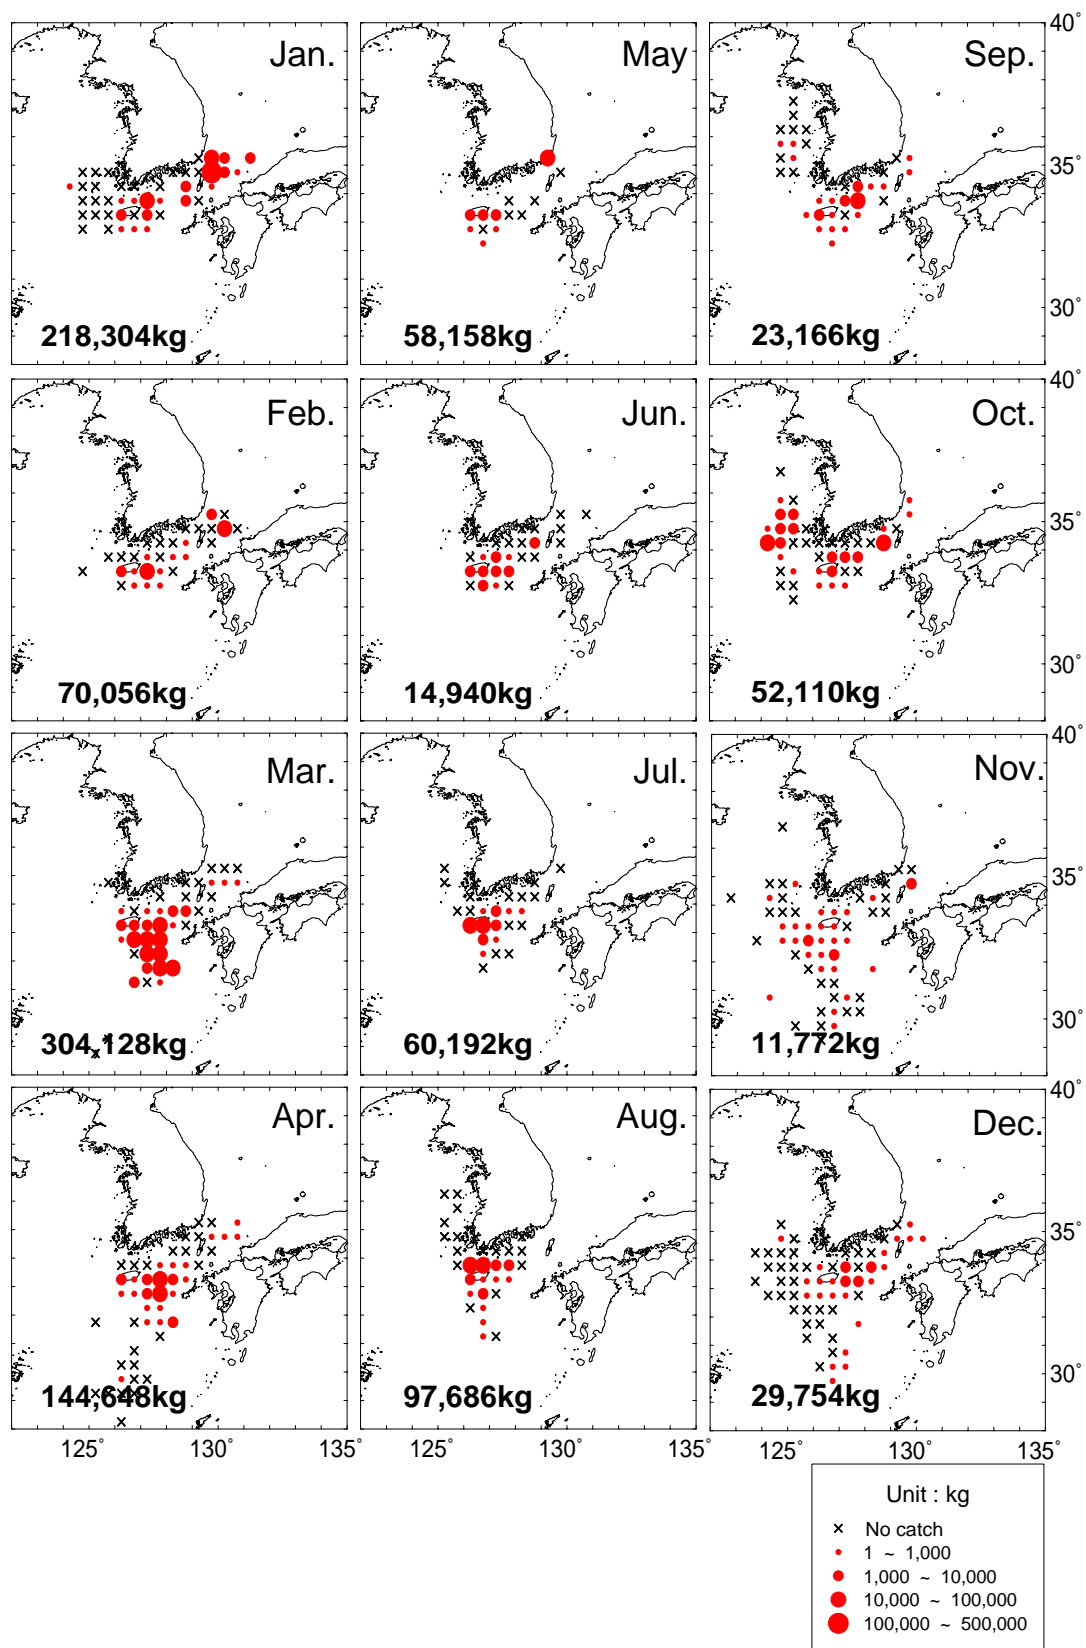 Jan. May Sep. 40°
35°
30°
218,304kg 58,158kg 23,166kg
Feb. Jun. Oct. 40°
35°
30°
70,056kg 14,940kg 52,110kg
Mar. Jul. Nov. 40°
35°
30°
304,128kg 60,192kg 11,772kg
Apr. Aug. Dec. 40°
35°
30°
144,648kg 97,686kg 29,754kg
125° 130° 135° 125° 130° 135° 125° 130° 135°
Unit : kg
× No catch
1 ~ 1,000
1,000 ~ 10,000
10,000 ~ 100,000
100,000 ~ 500,000